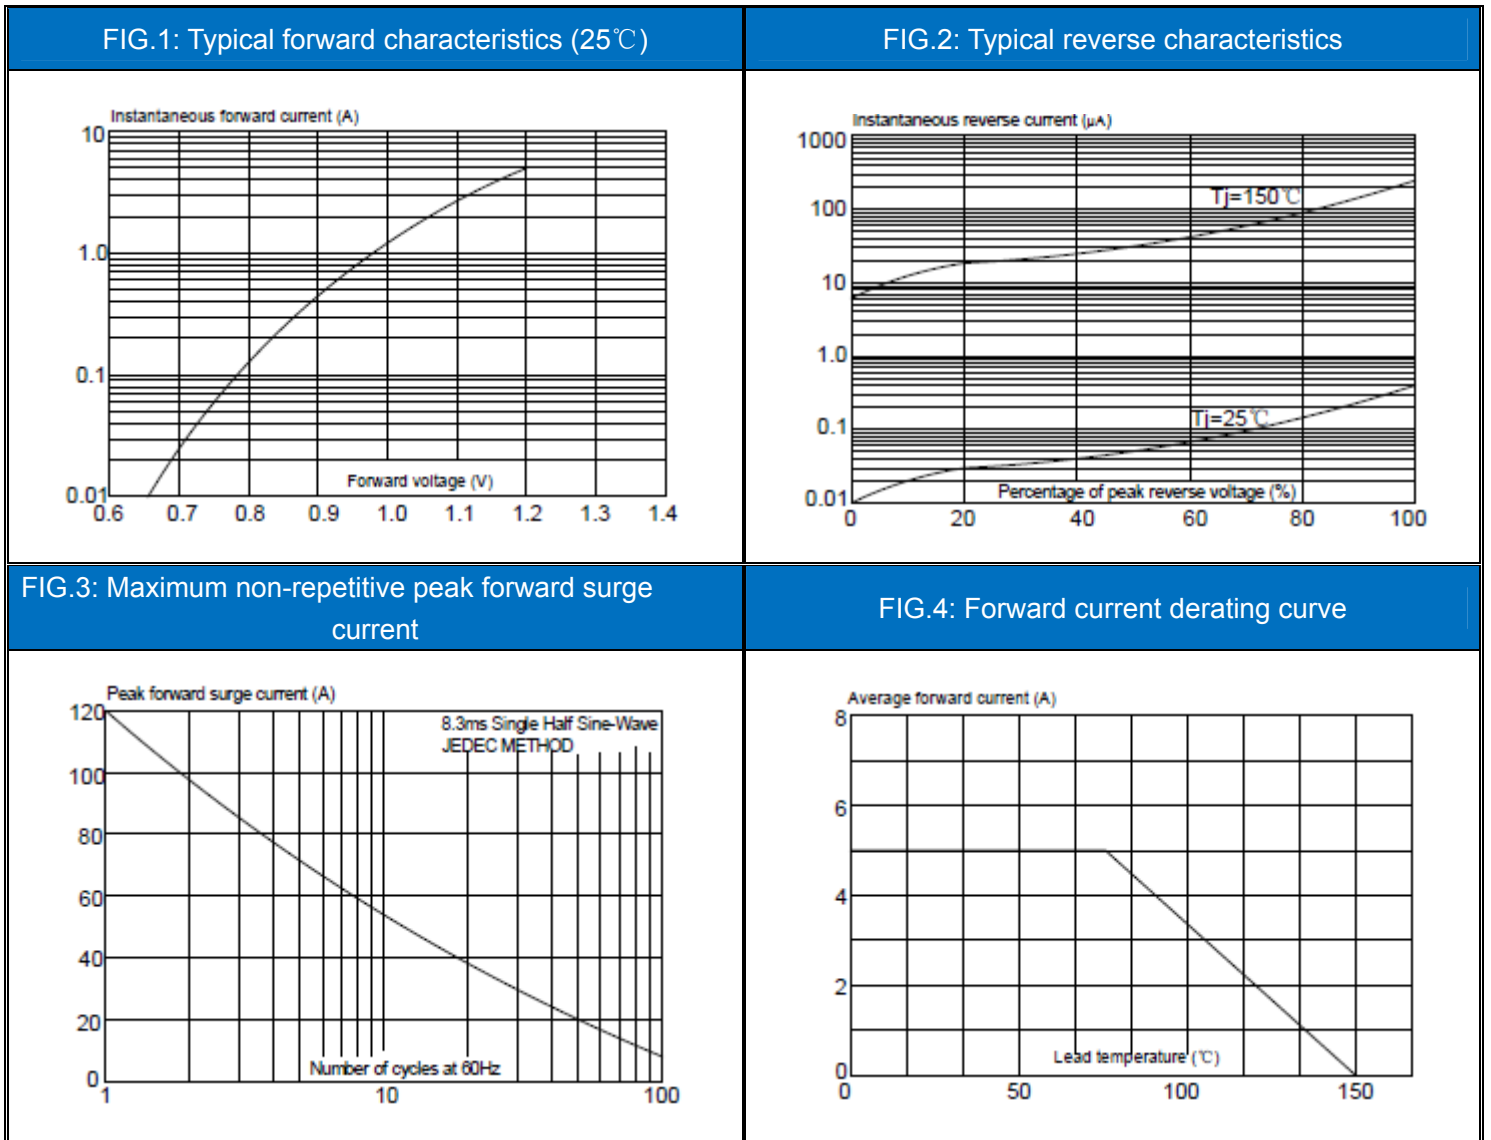 FIG.1: Typical forward characteristics (25℃)
Instantaneous forward current (A)
10
1.0
0.1
0.01
Forward voltage (V)
0.6 0.7 0.8 0.9 1.0 1.1 1.2 1.3 1.4
FIG.2: Typical reverse characteristics
Instantaneous reverse current (μA)
1000
Tj=150℃
100
10
1.0
Tj=25℃
0.1
0.01
Percentage of peak reverse voltage (%)
0 20 40 60 80 100
FIG.3: Maximum non-repetitive peak forward surge
current
Peak forward surge current (A)
120
8.3ms Single Half Sine-Wave
JEDEC METHOD
100
80
60
40
20
Number of cycles at 60Hz
0
1 10 100
FIG.4: Forward current derating curve
Average forward current (A)
8
6
4
2
Lead temperature (℃)
0
0 50 100 150